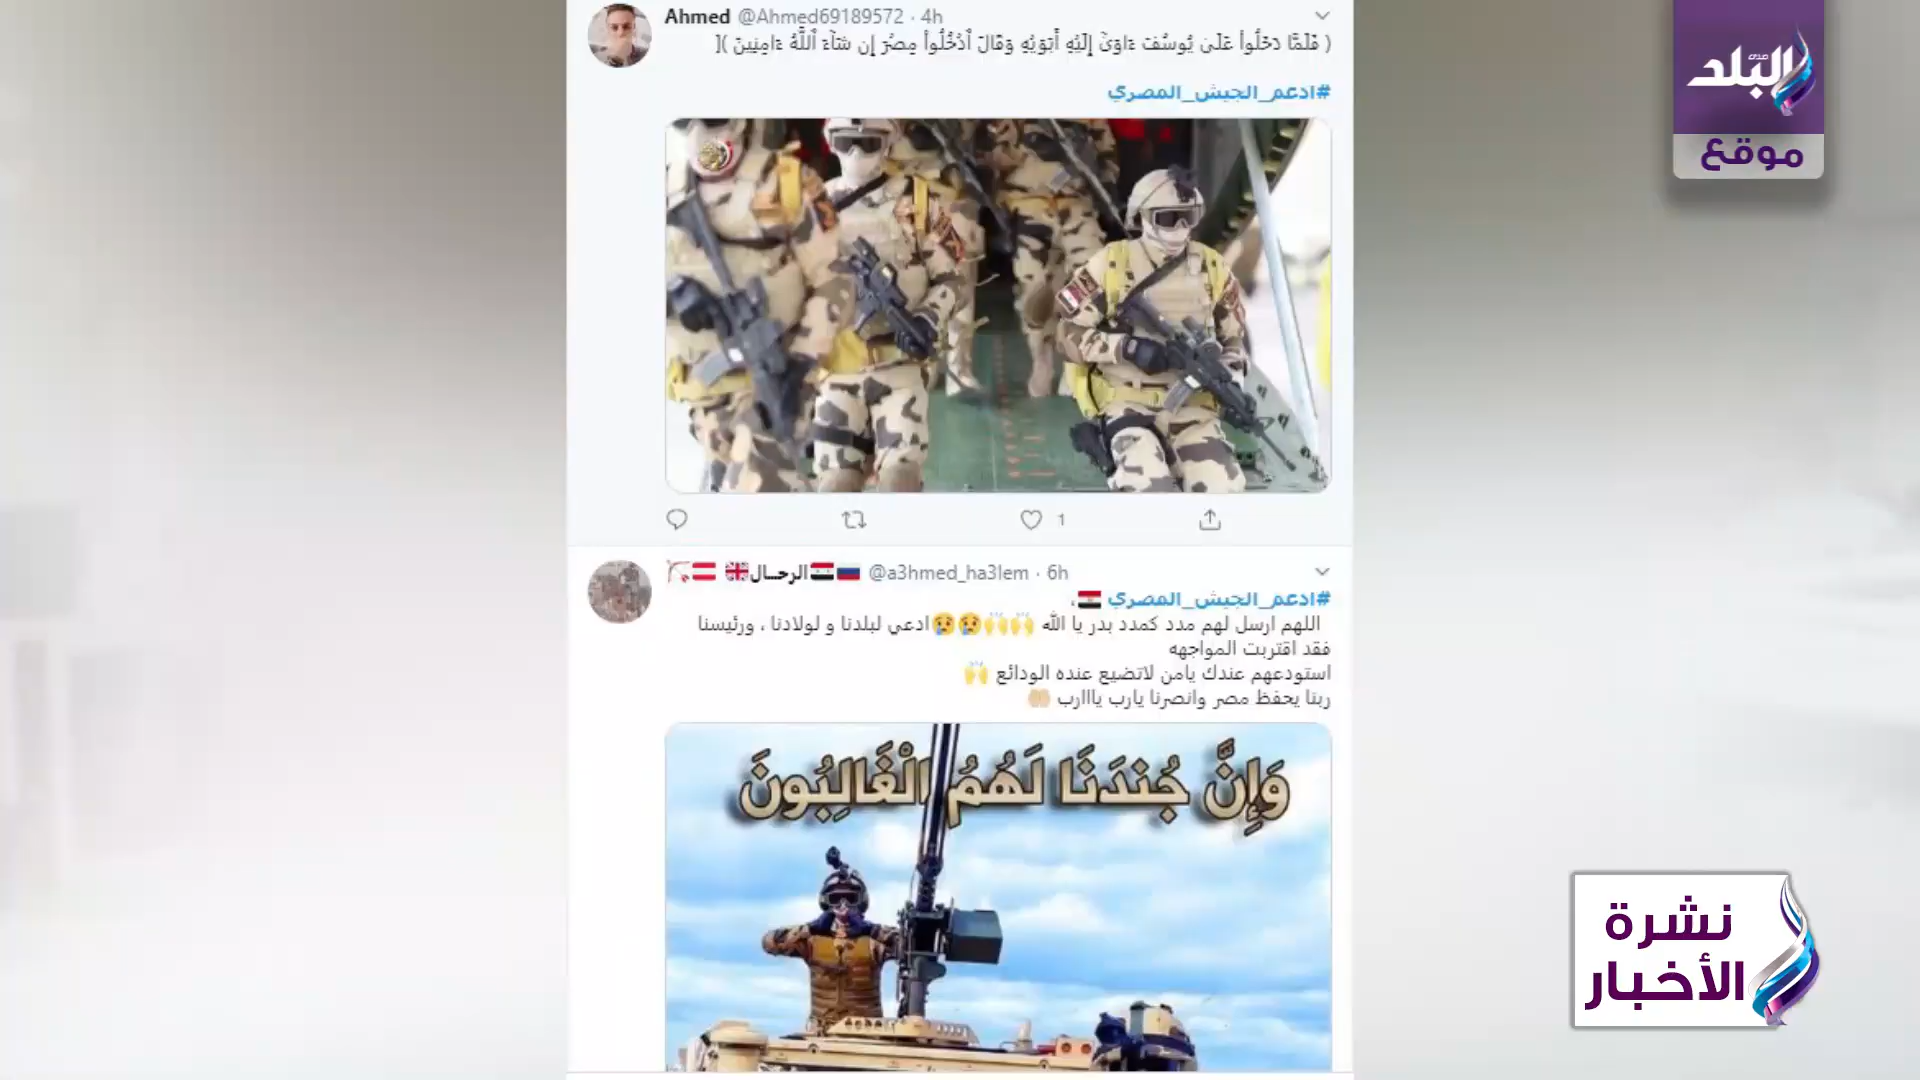 Ahmed @Ahmed69189572 · 4h
( فَلَمَّا دَخَلُوا۟ عَلَىٰ يُوسُفَ ءَاوَىٰٓ إِلَيْهِ أَبَوَيْهِ وَقَالَ ٱدْخُلُوا۟ مِصْرَ إِن شَآءَ ٱللَّهُ ءَامِنِينَ )[
#ادعم_الجيش_المصري
1
الرحـــال @a3hmed_ha3lem · 6h
#ادعم_الجيش_المصري 🇪🇬 ،
اللهم ارسل لهم مدد كمدد بدر يا الله 🙌🙌😢😢ادعي لبلدنا و لولادنا ، ورئيسنا
فقد اقتربت المواجهه
استودعهم عندك يامن لاتضيع عنده الودائع 🙌
ربنا يحفظ مصر وانصرنا يارب يااارب 🤲🏼
وَإِنَّ جُندَنَا لَهُمُ الْغَالِبُونَ
صدى البلد
موقع
نشرة
الأخبار